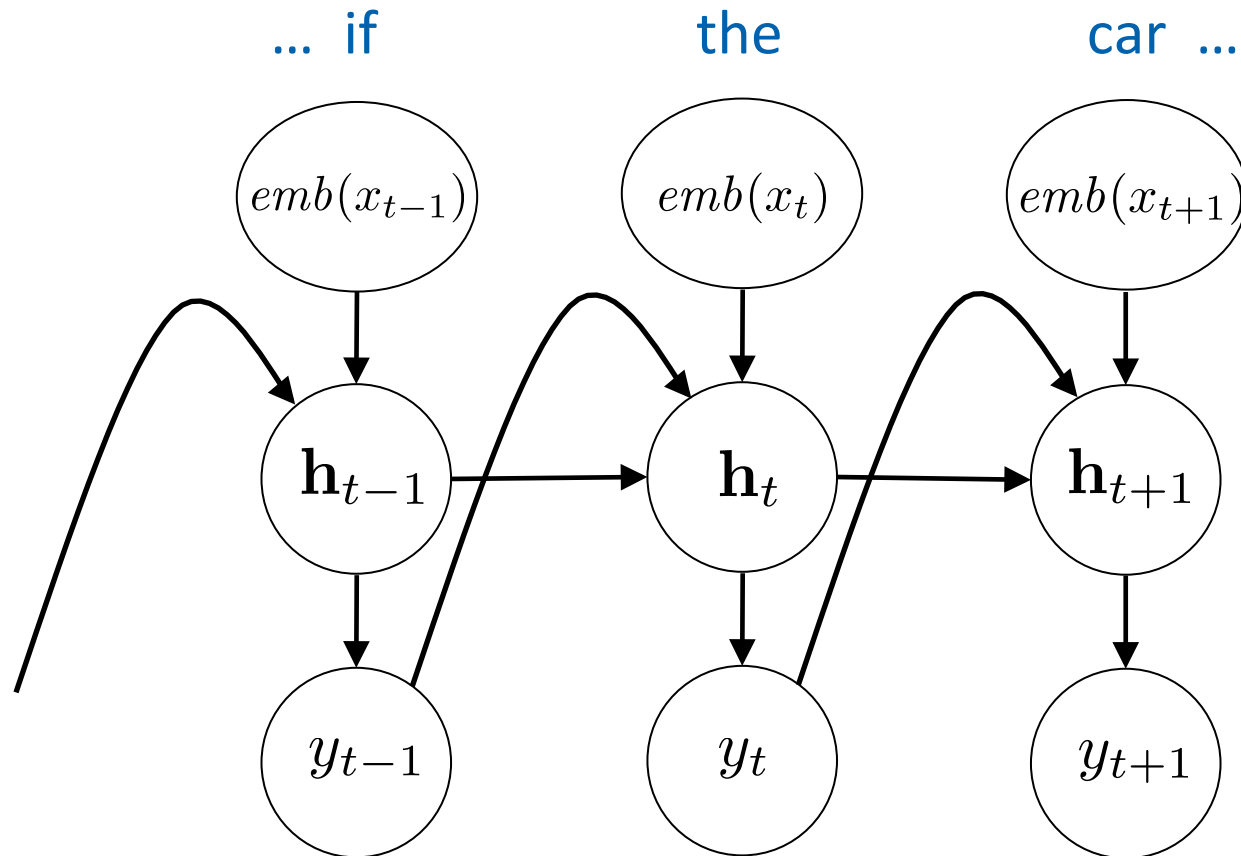 ... if the car ...
emb(x_{t-1}) emb(x_t) emb(x_{t+1})
h_{t-1} h_t h_{t+1}
y_{t-1} y_t y_{t+1}